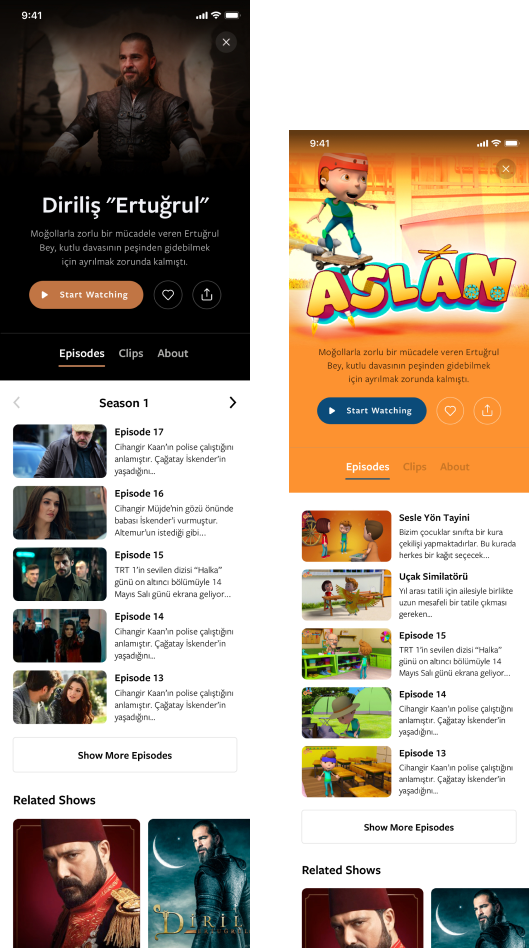 9:41
Diriliş "Ertuğrul"
Moğollarla zorlu bir mücadele veren Ertuğrul
Bey, kutlu davasının peşinden gidebilmek
için ayrılmak zorunda kalmıştı.
Start Watching
Episodes Clips About
Season 1
Episode 17
Cihangir Kaan'ın polise çalıştığını
anlamıştır. Çağatay İskender'in
yaşadığını...
Episode 16
Cihangir Müjde'nin gözü önünde
babası İskender'i vurmuştur.
Altemur'un istediği gibi...
Episode 15
TRT 1'in sevilen dizisi "Halka"
günü on altıncı bölümüyle 14
Mayıs Salı günü ekrana geliyor...
Episode 14
Cihangir Kaan'ın polise çalıştığını
anlamıştır. Çağatay İskender'in
yaşadığını...
Episode 13
Cihangir Kaan'ın polise çalıştığını
anlamıştır. Çağatay İskender'in
yaşadığını...
Show More Episodes
Related Shows
DİRİL
9:41
ASLAN
Moğollarla zorlu bir mücadele veren Ertuğrul
Bey, kutlu davasının peşinden gidebilmek
için ayrılmak zorunda kalmıştı.
Start Watching
Episodes Clips About
Sesle Yön Tayini
Bizim çocuklar sınıfta bir kura
çekilişi yapmaktadırlar. Bu kurada
herkes bir kağıt seçecek...
Uçak Similatörü
Yıl arası tatili için ailesiyle birlikte
uzun mesafeli bir tatile çıkması
gereken...
Episode 15
TRT 1'in sevilen dizisi "Halka"
günü on altıncı bölümüyle 14
Mayıs Salı günü ekrana geliyor...
Episode 14
Cihangir Kaan'ın polise çalıştığını
anlamıştır. Çağatay İskender'in
yaşadığını...
Episode 13
Cihangir Kaan'ın polise çalıştığını
anlamıştır. Çağatay İskender'in
yaşadığını...
Show More Episodes
Related Shows